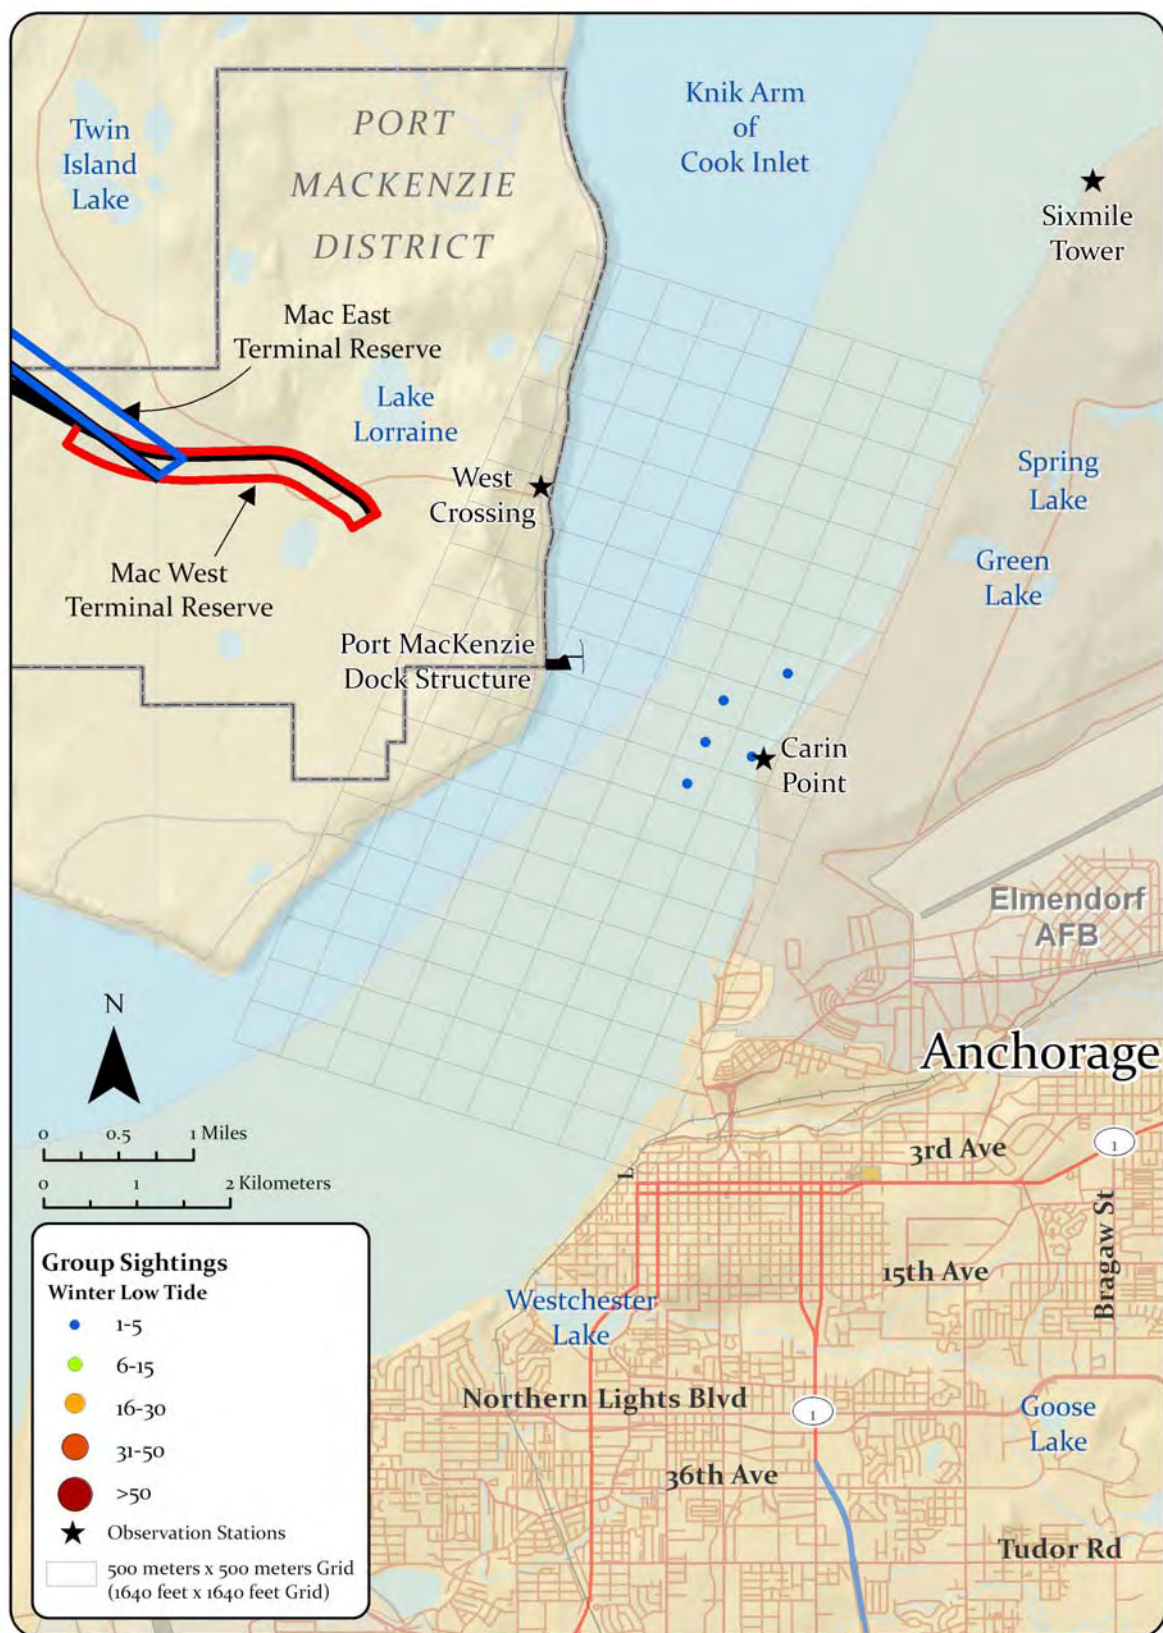 Twin
Island
Lake
PORT
MACKENZIE
DISTRICT
Knik Arm
of
Cook Inlet
Sixmile
Tower
Mac East
Terminal Reserve
Lake
Lorraine
West
Crossing
Spring
Lake
Green
Lake
Mac West
Terminal Reserve
Port MacKenzie
Dock Structure
Carin
Point
Elmendorf
AFB
N
Anchorage
0 0.5 1 Miles
0 1 2 Kilometers
3rd Ave
1
L
Bragaw St
15th Ave
Westchester
Lake
Northern Lights Blvd
1
Goose
Lake
36th Ave
Tudor Rd
Group Sightings
Winter Low Tide
1-5
6-15
16-30
31-50
>50
Observation Stations
500 meters x 500 meters Grid
(1640 feet x 1640 feet Grid)